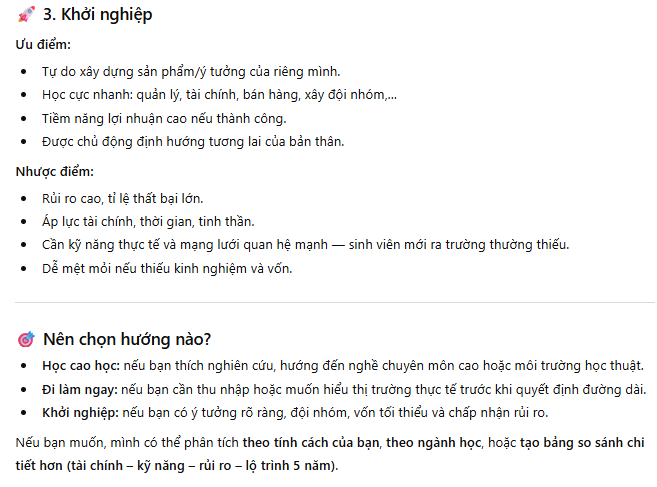 🚀 3. Khởi nghiệp
Ưu điểm:
• Tự do xây dựng sản phẩm/ý tưởng của riêng mình.
• Học cực nhanh: quản lý, tài chính, bán hàng, xây đội nhóm,...
• Tiềm năng lợi nhuận cao nếu thành công.
• Được chủ động định hướng tương lai của bản thân.
Nhược điểm:
• Rủi ro cao, tỉ lệ thất bại lớn.
• Áp lực tài chính, thời gian, tinh thần.
• Cần kỹ năng thực tế và mạng lưới quan hệ mạnh — sinh viên mới ra trường thường thiếu.
• Dễ mệt mỏi nếu thiếu kinh nghiệm và vốn.
🎯 Nên chọn hướng nào?
• Học cao học: nếu bạn thích nghiên cứu, hướng đến nghề chuyên môn cao hoặc môi trường học thuật.
• Đi làm ngay: nếu bạn cần thu nhập hoặc muốn hiểu thị trường thực tế trước khi quyết định đường dài.
• Khởi nghiệp: nếu bạn có ý tưởng rõ ràng, đội nhóm, vốn tối thiểu và chấp nhận rủi ro.
Nếu bạn muốn, mình có thể phân tích theo tính cách của bạn, theo ngành học, hoặc tạo bảng so sánh chi
tiết hơn (tài chính – kỹ năng – rủi ro – lộ trình 5 năm).